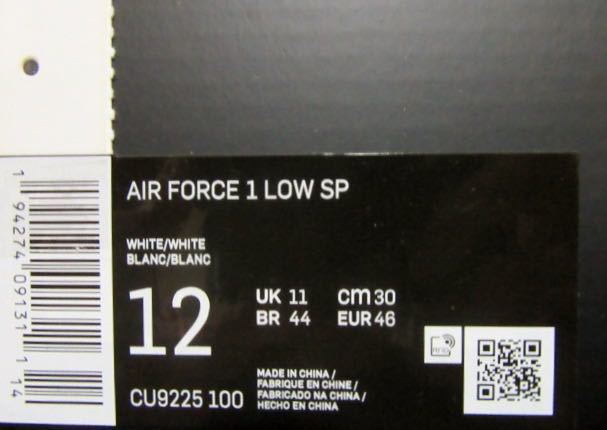 AIR FORCE 1 LOW SP
WHITE/WHITE
BLANC/BLANC
12
UK 11 cm 30
BR 44 EUR 46
CU9225 100
MADE IN CHINA /
FABRIQUE EN CHINE /
FABRICADO NA CHINA /
HECHO EN CHINA
RFID
1 94274 09131 1 14